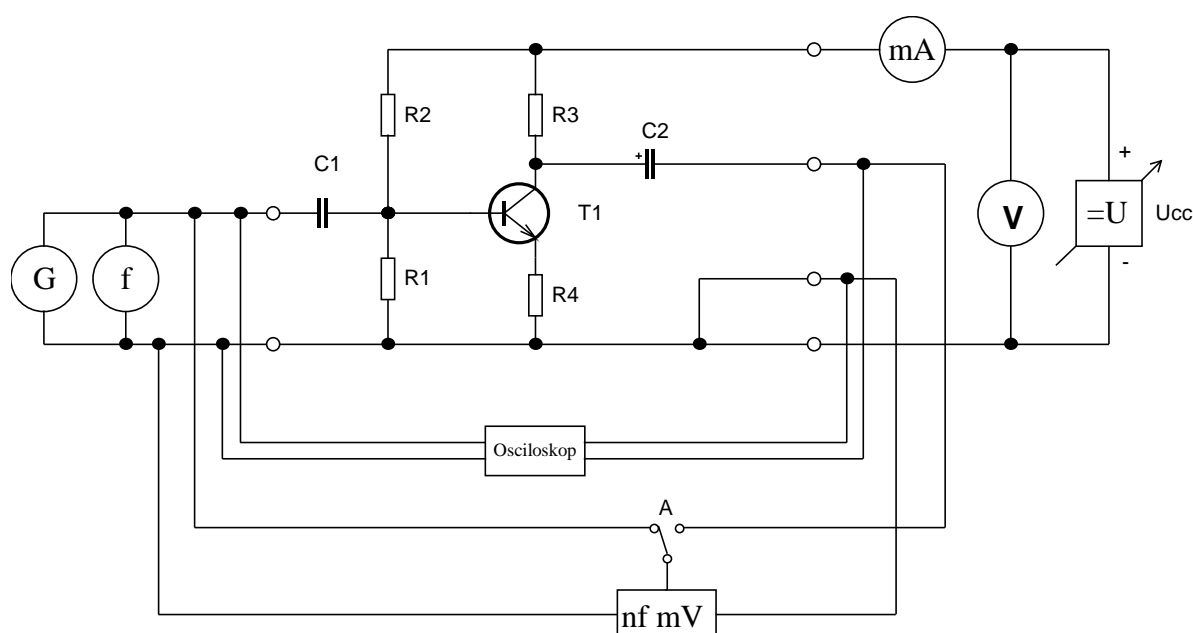 mA
R2
R3
C2
+
C1
+
T1
V
=U
Ucc
G
f
R1
R4
-
Osciloskop
A
nf mV